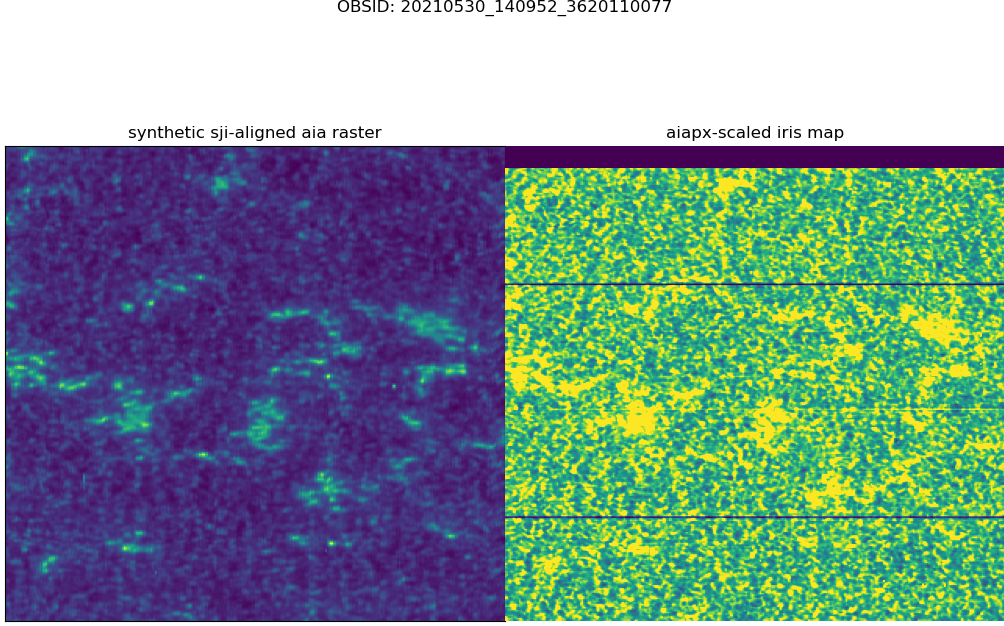 OBSID: 20210530_140952_3620110077
synthetic sji-aligned aia raster
aiapx-scaled iris map